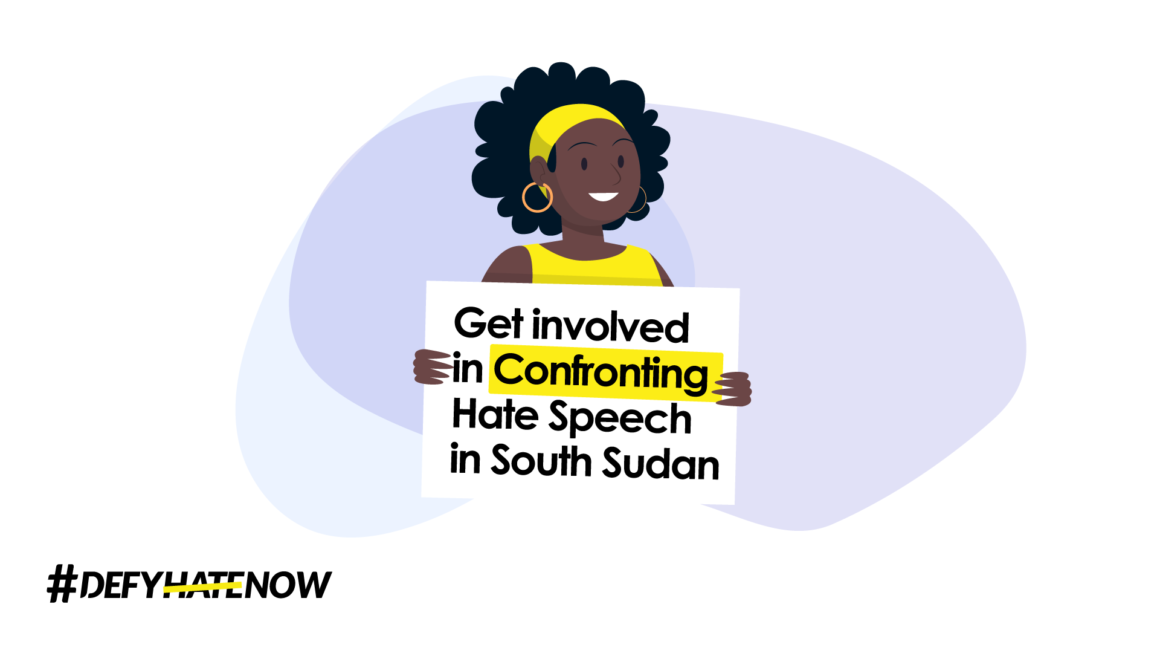 Get involved
in Confronting
Hate Speech
in South Sudan
#DEFYHATENOW